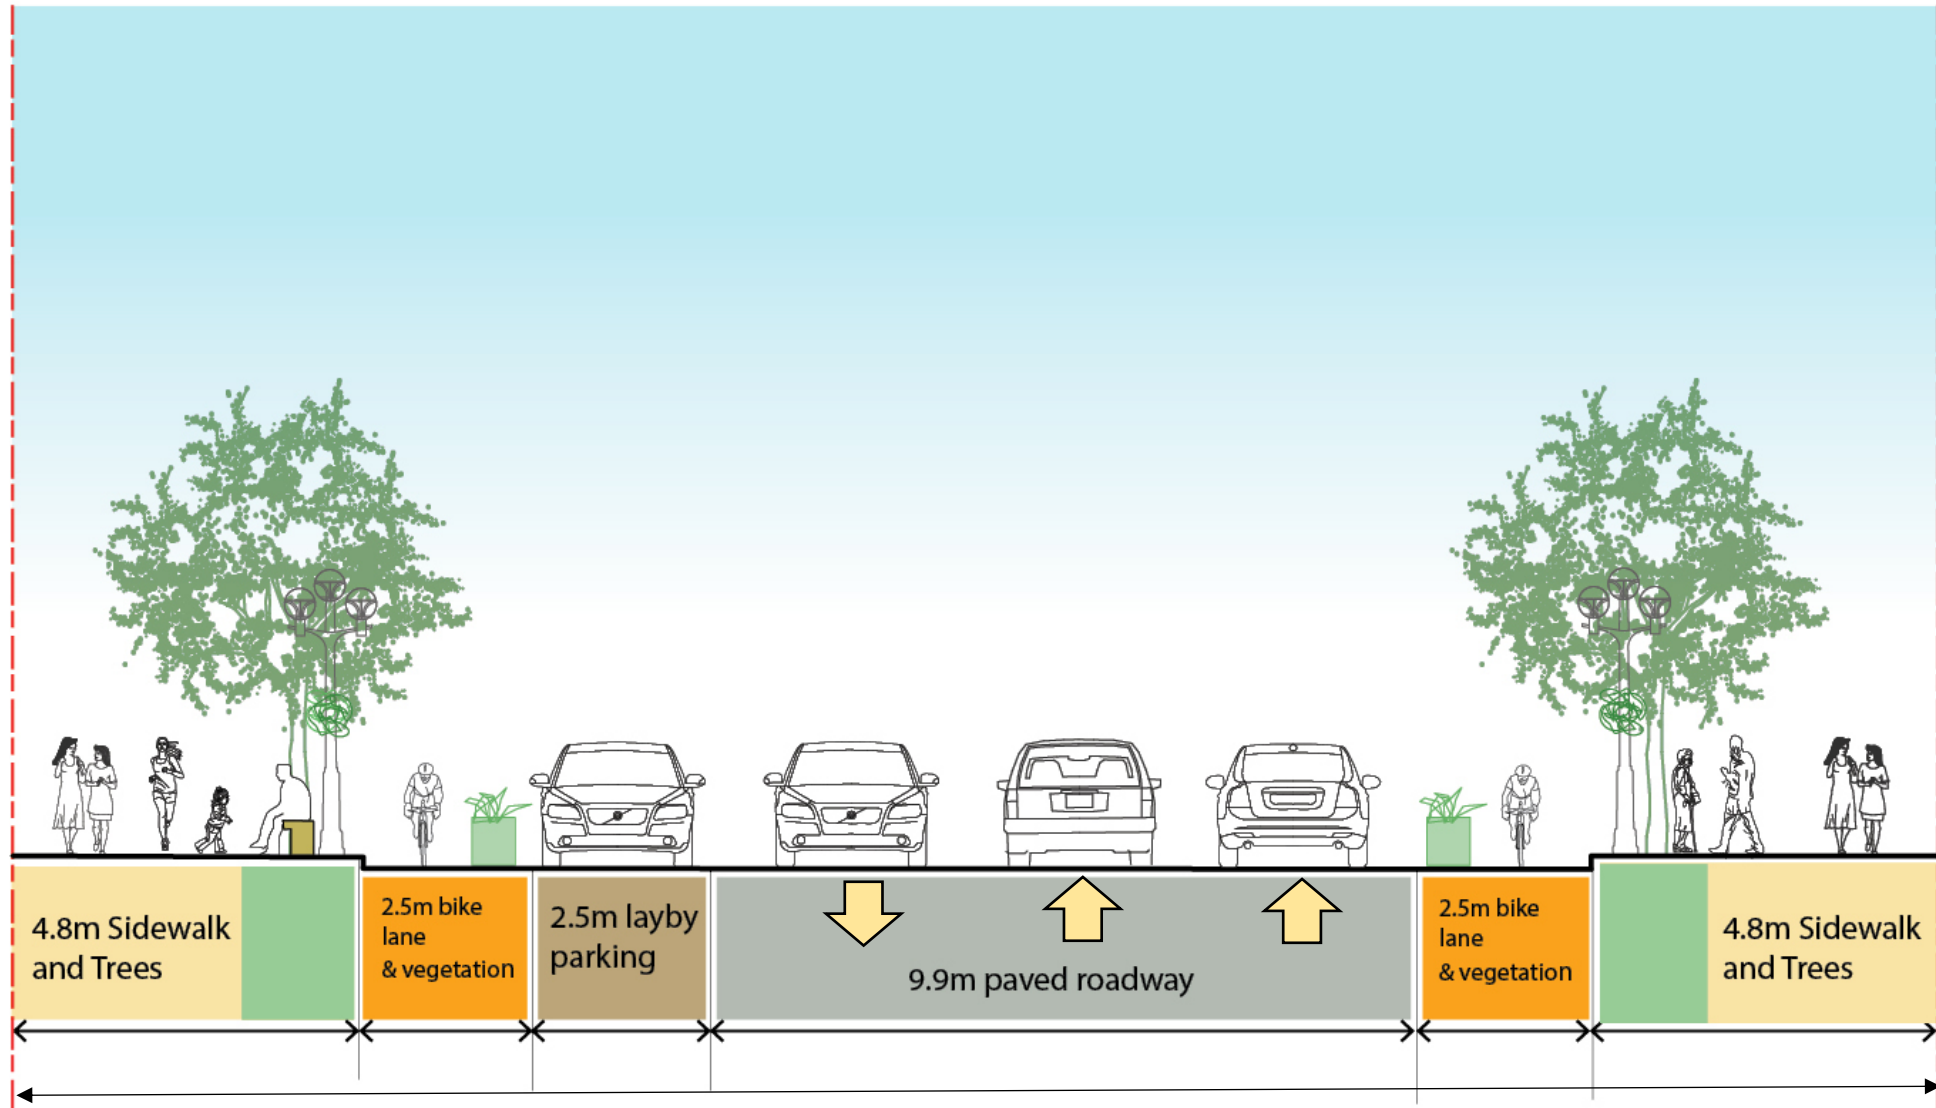 4.8m Sidewalk
and Trees
2.5m bike
lane
& vegetation
2.5m layby
parking
9.9m paved roadway
2.5m bike
lane
& vegetation
4.8m Sidewalk
and Trees